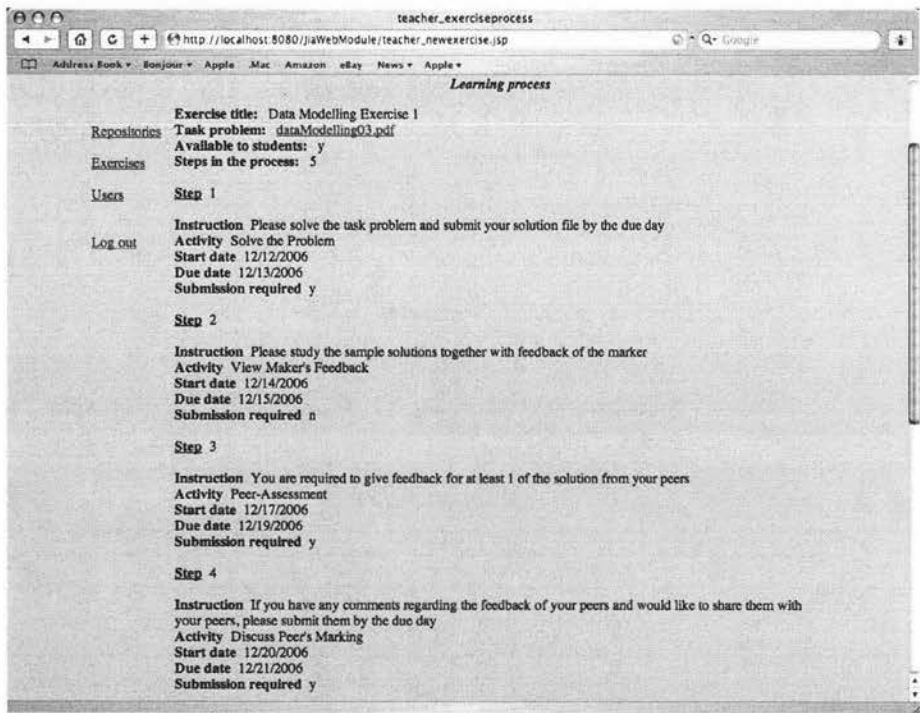 teacher_exerciseprocess
http://localhost:8080/JiaWebModule/teacher_newexercise.jsp
Google
Address Book Bonjour Apple .Mac Amazon eBay News Apple
Learning process
Exercise title: Data Modelling Exercise 1
Repositories Task problem: dataModelling03.pdf
Available to students: y
Exercises Steps in the process: 5
Users Step 1
Instruction Please solve the task problem and submit your solution file by the due day
Log out Activity Solve the Problem
Start date 12/12/2006
Due date 12/13/2006
Submission required y
Step 2
Instruction Please study the sample solutions together with feedback of the marker
Activity View Maker's Feedback
Start date 12/14/2006
Due date 12/15/2006
Submission required n
Step 3
Instruction You are required to give feedback for at least 1 of the solution from your peers
Activity Peer-Assessment
Start date 12/17/2006
Due date 12/19/2006
Submission required y
Step 4
Instruction If you have any comments regarding the feedback of your peers and would like to share them with
your peers, please submit them by the due day
Activity Discuss Peer's Marking
Start date 12/20/2006
Due date 12/21/2006
Submission required y